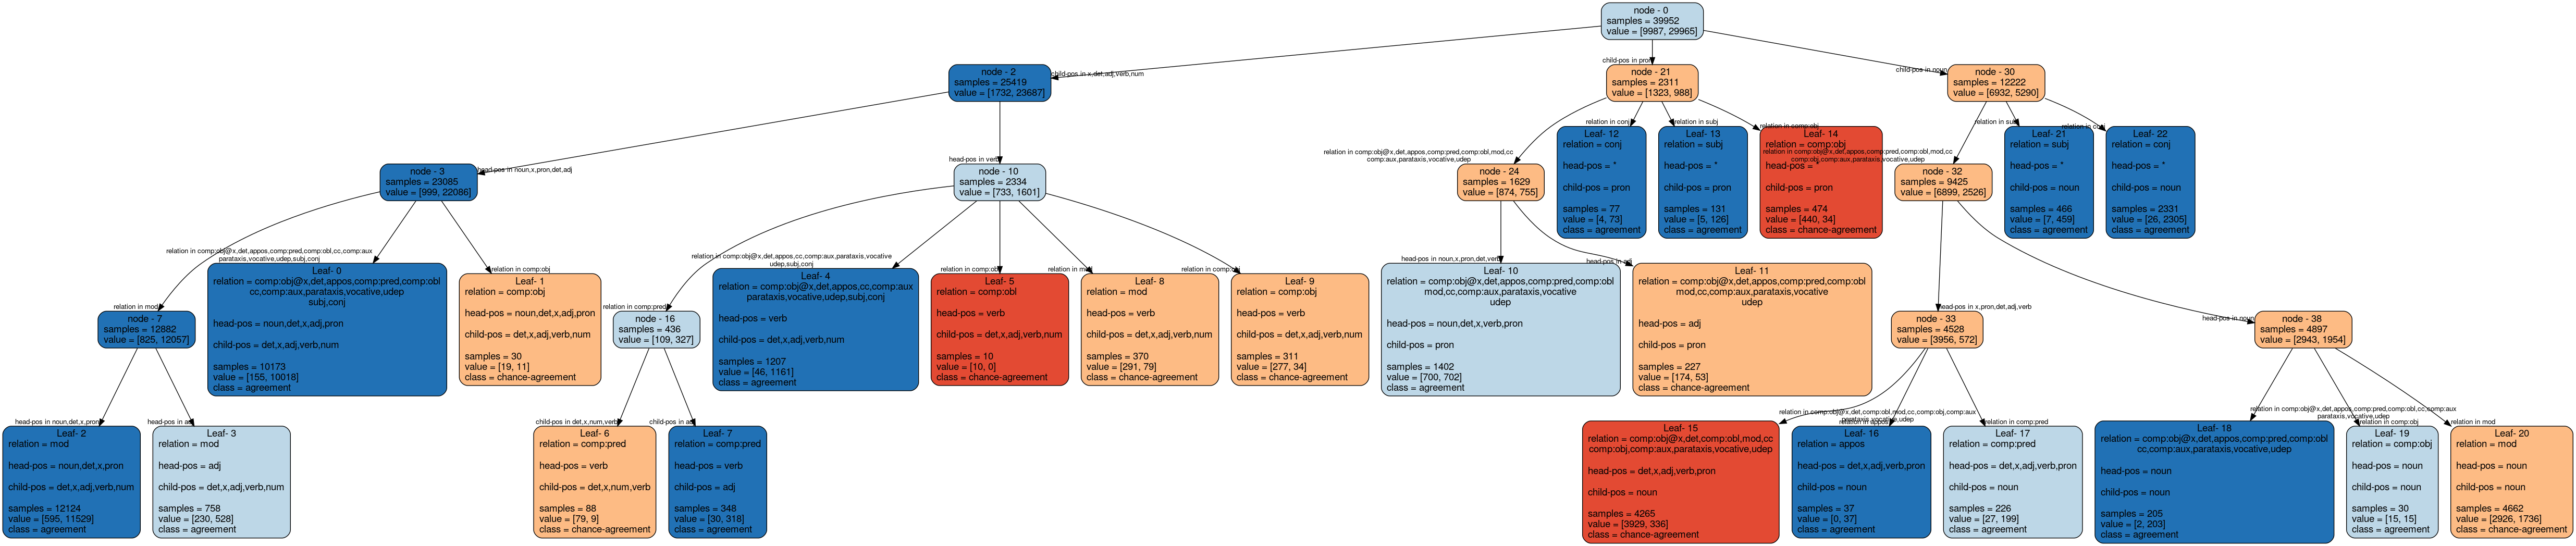 node - 0
samples = 39952
value = [9987, 29965]
child-pos in x,det,adj,verb,num
child-pos in pron
child-pos in noun
node - 2
samples = 25419
value = [1732, 23687]
node - 21
samples = 2311
value = [1323, 988]
node - 30
samples = 12222
value = [6932, 5290]
head-pos in noun,x,pron,det,adj
head-pos in verb
relation in comp:obj@x,det,appos,comp:pred,comp:obl,mod,cc
comp:aux,parataxis,vocative,udep
relation in conj
relation in subj
relation in comp:obj
relation in comp:obj@x,det,appos,comp:pred,comp:obl,mod,cc
comp:obj,comp:aux,parataxis,vocative,udep
relation in subj
relation in conj
node - 3
samples = 23085
value = [999, 22086]
node - 10
samples = 2334
value = [733, 1601]
node - 24
samples = 1629
value = [874, 755]
Leaf- 12
relation = conj
head-pos = *
child-pos = pron
samples = 77
value = [4, 73]
class = agreement
Leaf- 13
relation = subj
head-pos = *
child-pos = pron
samples = 131
value = [5, 126]
class = agreement
Leaf- 14
relation = comp:obj
head-pos = *
child-pos = pron
samples = 474
value = [440, 34]
class = chance-agreement
node - 32
samples = 9425
value = [6899, 2526]
Leaf- 21
relation = subj
head-pos = *
child-pos = noun
samples = 466
value = [7, 459]
class = agreement
Leaf- 22
relation = conj
head-pos = *
child-pos = noun
samples = 2331
value = [26, 2305]
class = agreement
relation in mod
relation in comp:obj@x,det,appos,comp:pred,comp:obl,cc,comp:aux
parataxis,vocative,udep,subj,conj
relation in comp:obj
relation in comp:pred
relation in comp:obj@x,det,appos,cc,comp:aux,parataxis,vocative
udep,subj,conj
relation in comp:obl
relation in mod
relation in comp:obj
head-pos in noun,x,pron,det,verb
head-pos in adj
head-pos in x,pron,det,adj,verb
head-pos in noun
node - 7
samples = 12882
value = [825, 12057]
Leaf- 0
relation = comp:obj@x,det,appos,comp:pred,comp:obl
cc,comp:aux,parataxis,vocative,udep
subj,conj
head-pos = noun,det,x,adj,pron
child-pos = det,x,adj,verb,num
samples = 10173
value = [155, 10018]
class = agreement
Leaf- 1
relation = comp:obj
head-pos = noun,det,x,adj,pron
child-pos = det,x,adj,verb,num
samples = 30
value = [19, 11]
class = chance-agreement
node - 16
samples = 436
value = [109, 327]
Leaf- 4
relation = comp:obj@x,det,appos,cc,comp:aux
parataxis,vocative,udep,subj,conj
head-pos = verb
child-pos = det,x,adj,verb,num
samples = 1207
value = [46, 1161]
class = agreement
Leaf- 5
relation = comp:obl
head-pos = verb
child-pos = det,x,adj,verb,num
samples = 10
value = [10, 0]
class = chance-agreement
Leaf- 8
relation = mod
head-pos = verb
child-pos = det,x,adj,verb,num
samples = 370
value = [291, 79]
class = chance-agreement
Leaf- 9
relation = comp:obj
head-pos = verb
child-pos = det,x,adj,verb,num
samples = 311
value = [277, 34]
class = chance-agreement
Leaf- 10
relation = comp:obj@x,det,appos,comp:pred,comp:obl
mod,cc,comp:aux,parataxis,vocative
udep
head-pos = noun,det,x,verb,pron
child-pos = pron
samples = 1402
value = [700, 702]
class = agreement
Leaf- 11
relation = comp:obj@x,det,appos,comp:pred,comp:obl
mod,cc,comp:aux,parataxis,vocative
udep
head-pos = adj
child-pos = pron
samples = 227
value = [174, 53]
class = chance-agreement
node - 33
samples = 4528
value = [3956, 572]
node - 38
samples = 4897
value = [2943, 1954]
head-pos in noun,det,x,pron
head-pos in adj
child-pos in det,x,num,verb
child-pos in adj
relation in comp:obj@x,det,comp:obl,mod,cc,comp:obj,comp:aux
parataxis,vocative,udep
relation in appos
relation in comp:pred
relation in comp:obj@x,det,appos,comp:pred,comp:obl,cc,comp:aux
parataxis,vocative,udep
relation in comp:obj
relation in mod
Leaf- 2
relation = mod
head-pos = noun,det,x,pron
child-pos = det,x,adj,verb,num
samples = 12124
value = [595, 11529]
class = agreement
Leaf- 3
relation = mod
head-pos = adj
child-pos = det,x,adj,verb,num
samples = 758
value = [230, 528]
class = agreement
Leaf- 6
relation = comp:pred
head-pos = verb
child-pos = det,x,num,verb
samples = 88
value = [79, 9]
class = chance-agreement
Leaf- 7
relation = comp:pred
head-pos = verb
child-pos = adj
samples = 348
value = [30, 318]
class = agreement
Leaf- 15
relation = comp:obj@x,det,comp:obl,mod,cc
comp:obj,comp:aux,parataxis,vocative,udep
head-pos = det,x,adj,verb,pron
child-pos = noun
samples = 4265
value = [3929, 336]
class = chance-agreement
Leaf- 16
relation = appos
head-pos = det,x,adj,verb,pron
child-pos = noun
samples = 37
value = [0, 37]
class = agreement
Leaf- 17
relation = comp:pred
head-pos = det,x,adj,verb,pron
child-pos = noun
samples = 226
value = [27, 199]
class = agreement
Leaf- 18
relation = comp:obj@x,det,appos,comp:pred,comp:obl
cc,comp:aux,parataxis,vocative,udep
head-pos = noun
child-pos = noun
samples = 205
value = [2, 203]
class = agreement
Leaf- 19
relation = comp:obj
head-pos = noun
child-pos = noun
samples = 30
value = [15, 15]
class = agreement
Leaf- 20
relation = mod
head-pos = noun
child-pos = noun
samples = 4662
value = [2926, 1736]
class = chance-agreement